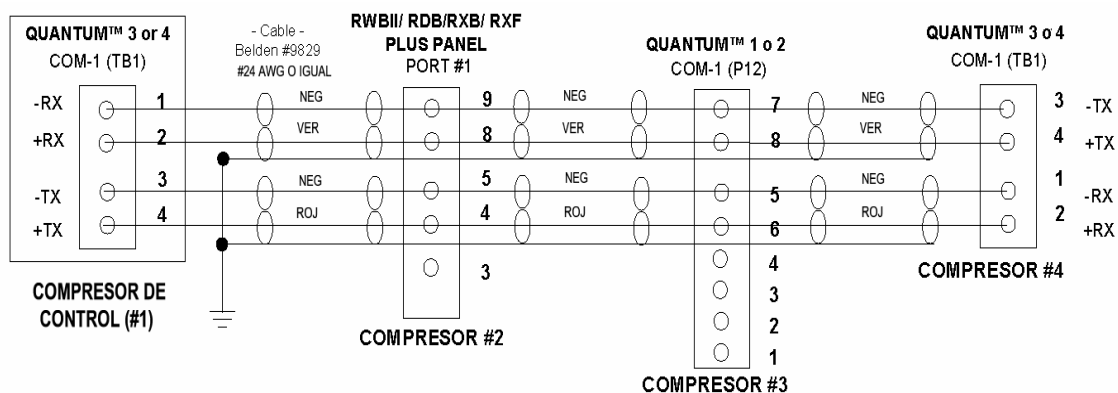 QUANTUM™ 3 or 4
COM-1 (TB1)
-RX
+RX
-TX
+TX
1
2
3
4
COMPRESOR DE
CONTROL (#1)
- Cable -
Belden #9829
#24 AWG O IGUAL
NEG
VER
NEG
ROJ
RWBII/ RDB/RXB/ RXF
PLUS PANEL
PORT #1
9
8
5
4
3
COMPRESOR #2
NEG
VER
NEG
ROJ
QUANTUM™ 1 o 2
COM-1 (P12)
7
8
5
6
4
3
2
1
COMPRESOR #3
NEG
VER
NEG
ROJ
QUANTUM™ 3 o 4
COM-1 (TB1)
3
4
1
2
-TX
+TX
-RX
+RX
COMPRESOR #4